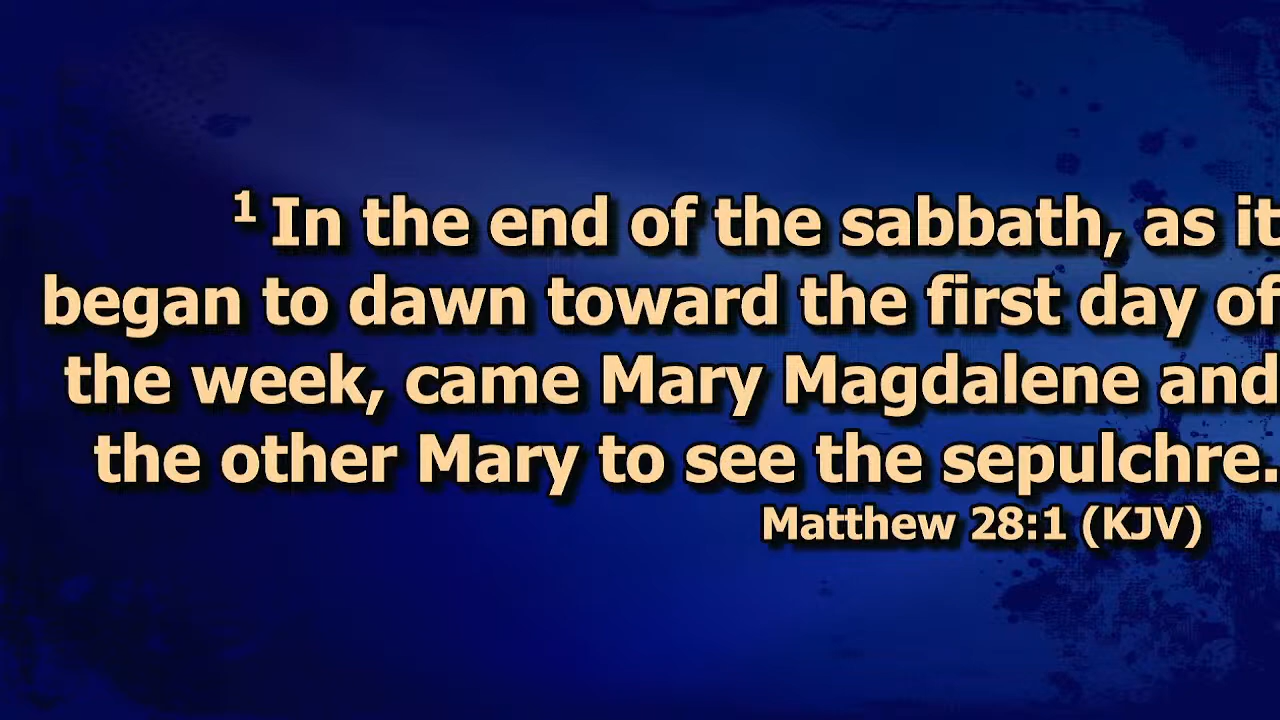 1 In the end of the sabbath, as it
began to dawn toward the first day of
the week, came Mary Magdalene and
the other Mary to see the sepulchre.
Matthew 28:1 (KJV)